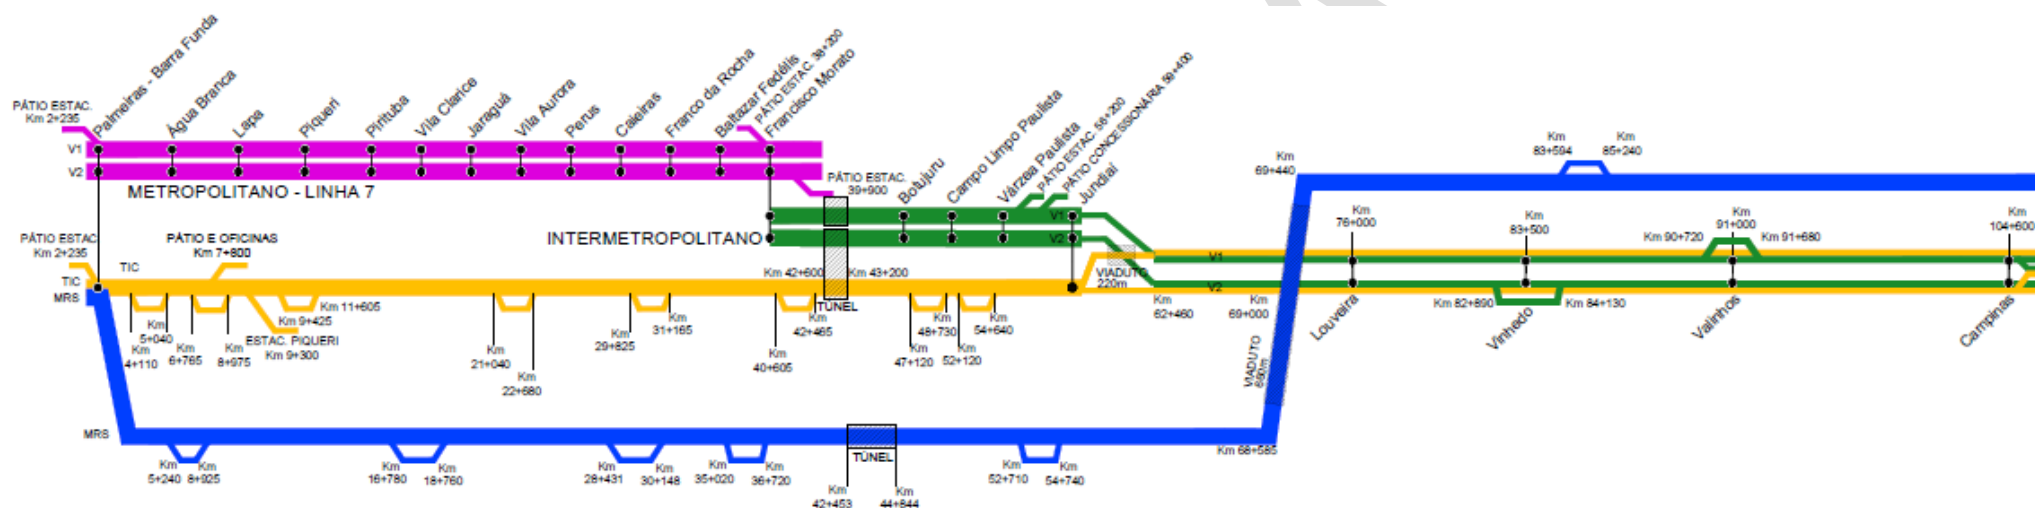 Palmeiras - Barra Funda
Água Branca
Lapa
Piqueri
Pirituba
Vila Clarice
Jaraguá
Vila Aurora
Perus
Caieiras
Franco da Rocha
Baltazar Fedélis
PÁTIO ESTAC. 38+200
Francisco Morato
PÁTIO ESTAC.
Km 2+235
V1
V2
METROPOLITANO - LINHA 7
PÁTIO ESTAC.
39+900
Botujuru
Campo Limpo Paulista
Várzea Paulista
PÁTIO ESTAC. 56+200
PÁTIO CONCESSIONÁRIA 59+400
Jundiaí
V1
V2
INTERMETROPOLITANO
PÁTIO ESTAC.
Km 2+235
PÁTIO E OFICINAS
Km 7+800
TIC
TIC
MRS
Km 42+600
Km 43+200
TÚNEL
VIADUTO
220m
V1
V2
Km
4+110
Km
5+040
Km
6+765
Km
8+975
Km 9+425
Km 11+605
ESTAC. PIQUERI
Km 9+300
Km
21+040
Km
22+680
Km
29+825
Km
31+165
Km
40+605
Km
42+465
Km
47+120
Km
48+730
Km
52+120
Km
54+640
Km
62+460
Km
69+000
Km
69+440
Km
83+594
Km
85+240
Km
76+000
Km
83+500
Km 90+720
Km
91+000
Km 91+680
Km
104+600
Km 82+890
Km 84+130
Louveira
Vinhedo
Valinhos
Campinas
VIADUTO
Km 68+585
MRS
Km
5+240
Km
8+925
Km
16+780
Km
18+760
Km
28+431
Km
30+148
Km
35+020
Km
36+720
TÚNEL
Km
42+453
Km
44+844
Km
52+710
Km
54+740